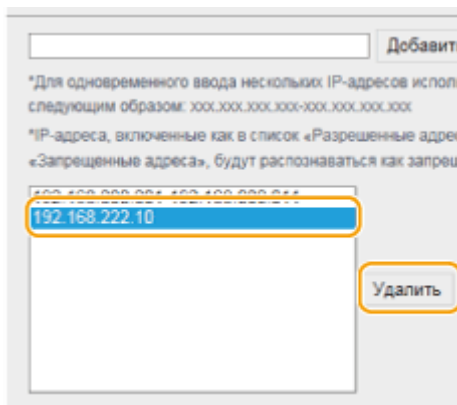 Добавить
*Для одновременного ввода нескольких IP-адресов испол
следующим образом: xxx.xxx.xxx.xxx-xxx.xxx.xxx.xxx
*IP-адреса, включенные как в список «Разрешенные адре
«Запрещенные адреса», будут распознаваться как запрещ
192.168.222.10
Удалить